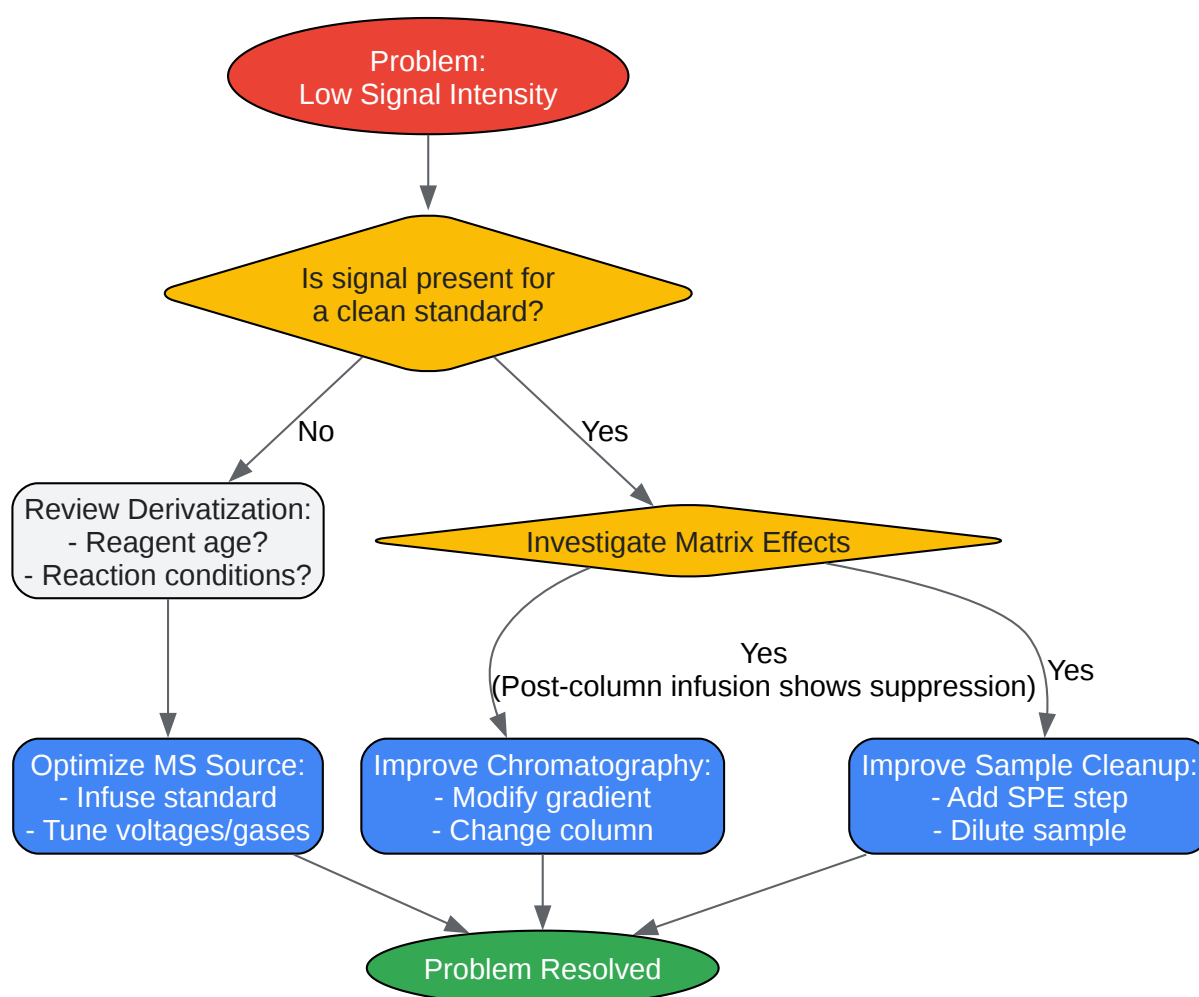 Problem:
Low Signal Intensity
Is signal present for
a clean standard?
No
Yes
Review Derivatization:
- Reagent age?
- Reaction conditions?
Investigate Matrix Effects
Yes
(Post-column infusion shows suppression)
Yes
Optimize MS Source:
- Infuse standard
- Tune voltages/gases
Improve Chromatography:
- Modify gradient
- Change column
Improve Sample Cleanup:
- Add SPE step
- Dilute sample
Problem Resolved